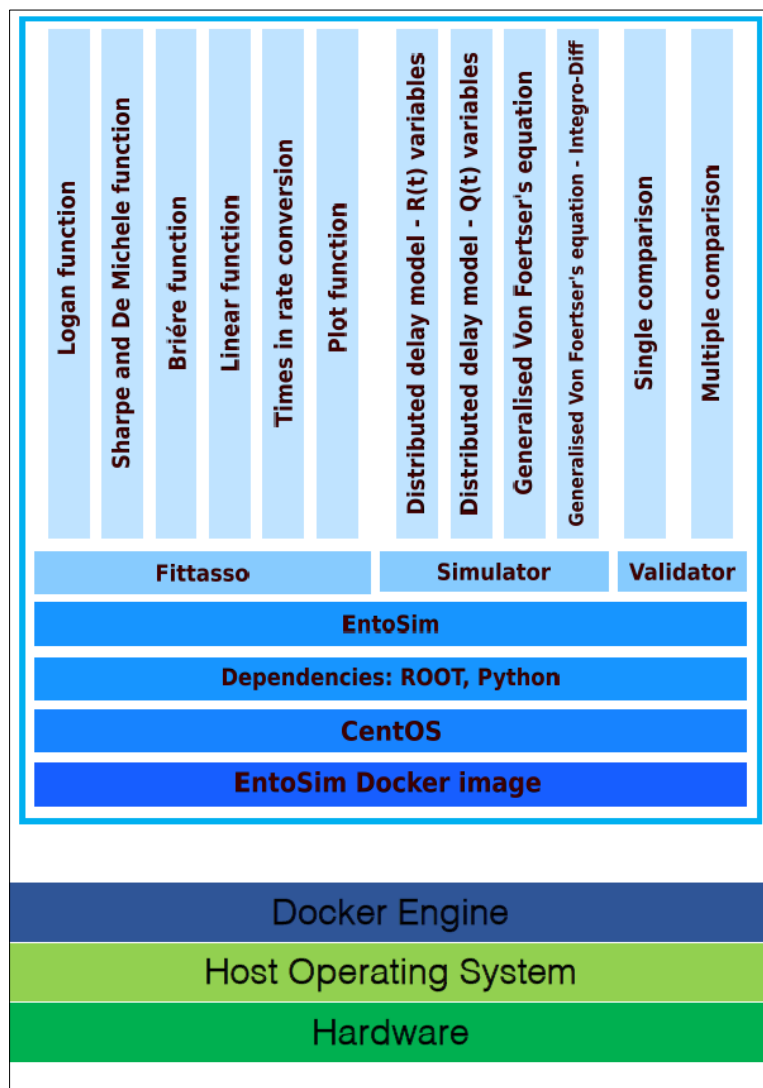 Logan function
Sharpe and De Michele function
Briére function
Linear function
Times in rate conversion
Plot function
Distributed delay model - R(t) variables
Distributed delay model - Q(t) variables
Generalised Von Foertser's equation
Generalised Von Foertser's equation - Integro-Diff
Single comparison
Multiple comparison
Fittasso
Simulator
Validator
EntoSim
Dependencies: ROOT, Python
CentOS
EntoSim Docker image
Docker Engine
Host Operating System
Hardware